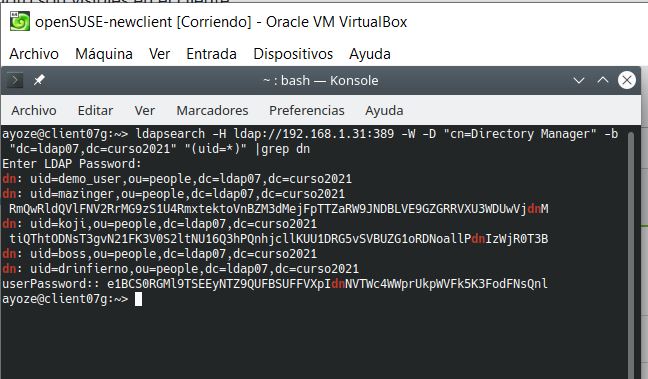 openSUSE-newclient [Corriendo] - Oracle VM VirtualBox
Archivo Máquina Ver Entrada Dispositivos Ayuda
~ : bash — Konsole
Archivo Editar Ver Marcadores Preferencias Ayuda
ayoze@client07g:~> ldapsearch -H ldap://192.168.1.31:389 -W -D "cn=Directory Manager" -b
"dc=ldap07,dc=curso2021" "(uid=*)" |grep dn
Enter LDAP Password:
dn: uid=demo_user,ou=people,dc=ldap07,dc=curso2021
dn: uid=mazinger,ou=people,dc=ldap07,dc=curso2021
RmQwRldQVlFNV2RrMG9zS1U4RmxtektoVnBZM3dMejFpTTZaRW9JNDBLVE9GZGRRVXU3WDUwVjdnM
dn: uid=koji,ou=people,dc=ldap07,dc=curso2021
tiQThtODNsT3gvN21FK3V0S2ltNU16Q3hPQnhjcllKUU1DRG5vSVBUZG1oRDNoallPdnIzWjR0T3B
dn: uid=boss,ou=people,dc=ldap07,dc=curso2021
dn: uid=drinfierno,ou=people,dc=ldap07,dc=curso2021
userPassword:: e1BCS0RGMl9TSEEyNTZ9QUFBSUFFVXpIdnNVTWc4WWprUkpWVFk5K3FodFNsQnl
ayoze@client07g:~>